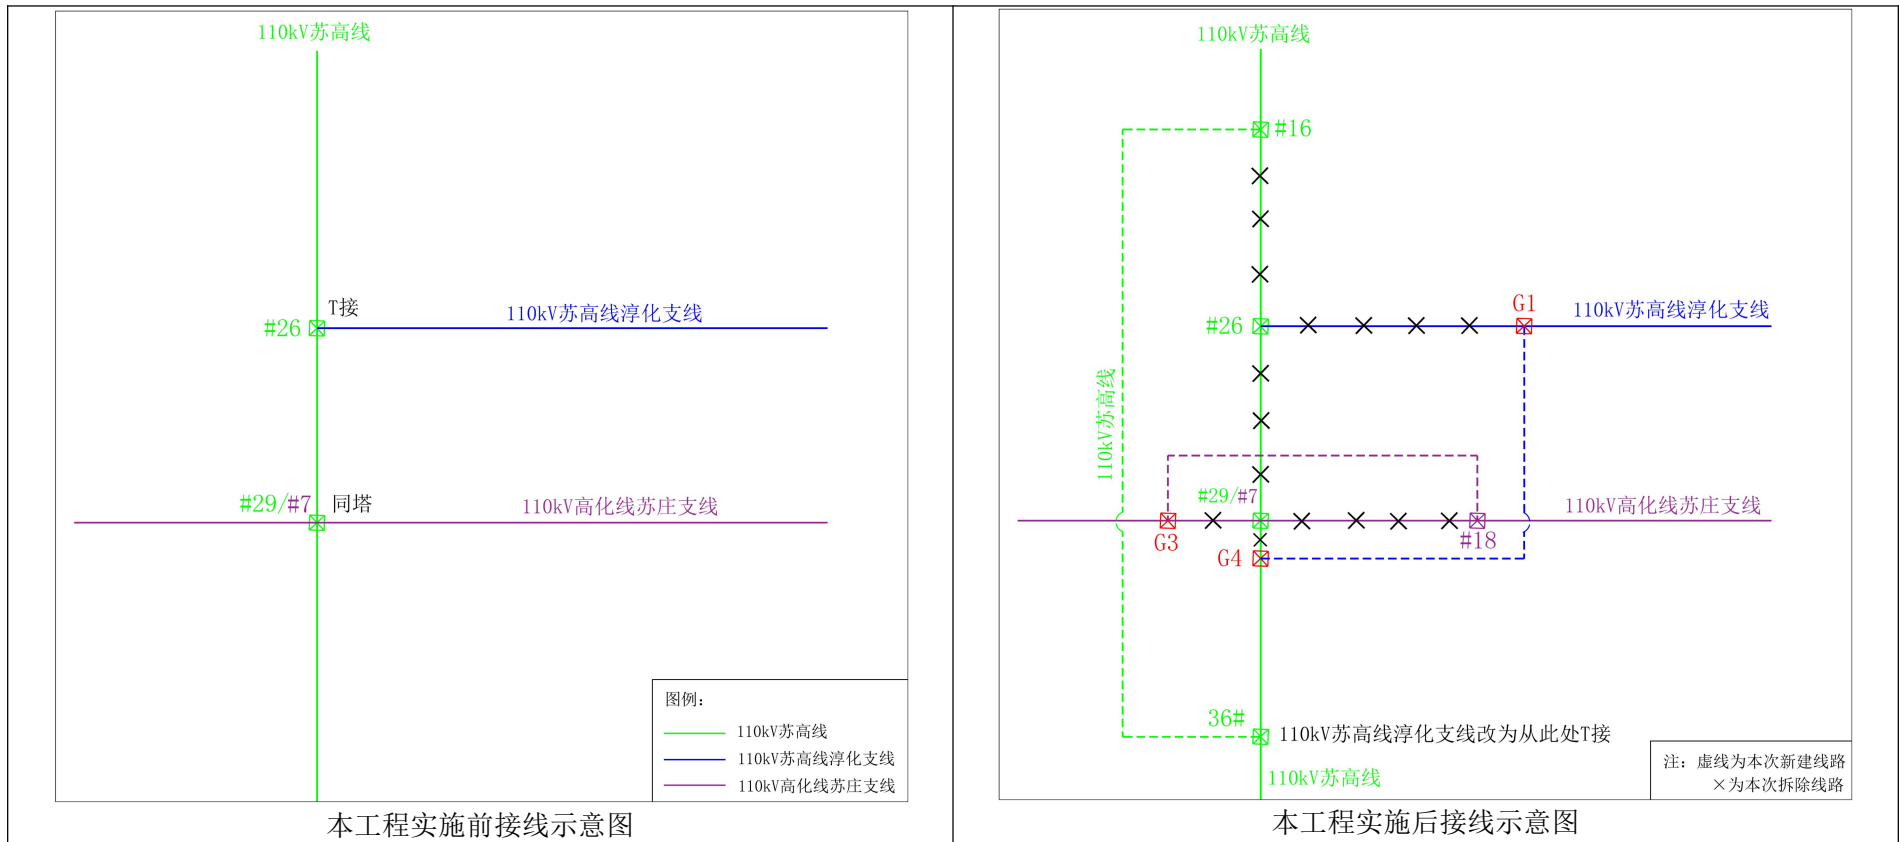 110kV苏高线
T接
#26
110kV苏高线淳化支线
#29/#7
同塔
110kV高化线苏庄支线
图例：
110kV苏高线
110kV苏高线淳化支线
110kV高化线苏庄支线
本工程实施前接线示意图
110kV苏高线
#16
110kV苏高线
#26
G1
110kV苏高线淳化支线
#29/#7
110kV高化线苏庄支线
G3
#18
G4
36#
110kV苏高线淳化支线改为从此处T接
110kV苏高线
注：虚线为本次新建线路
×为本次拆除线路
本工程实施后接线示意图